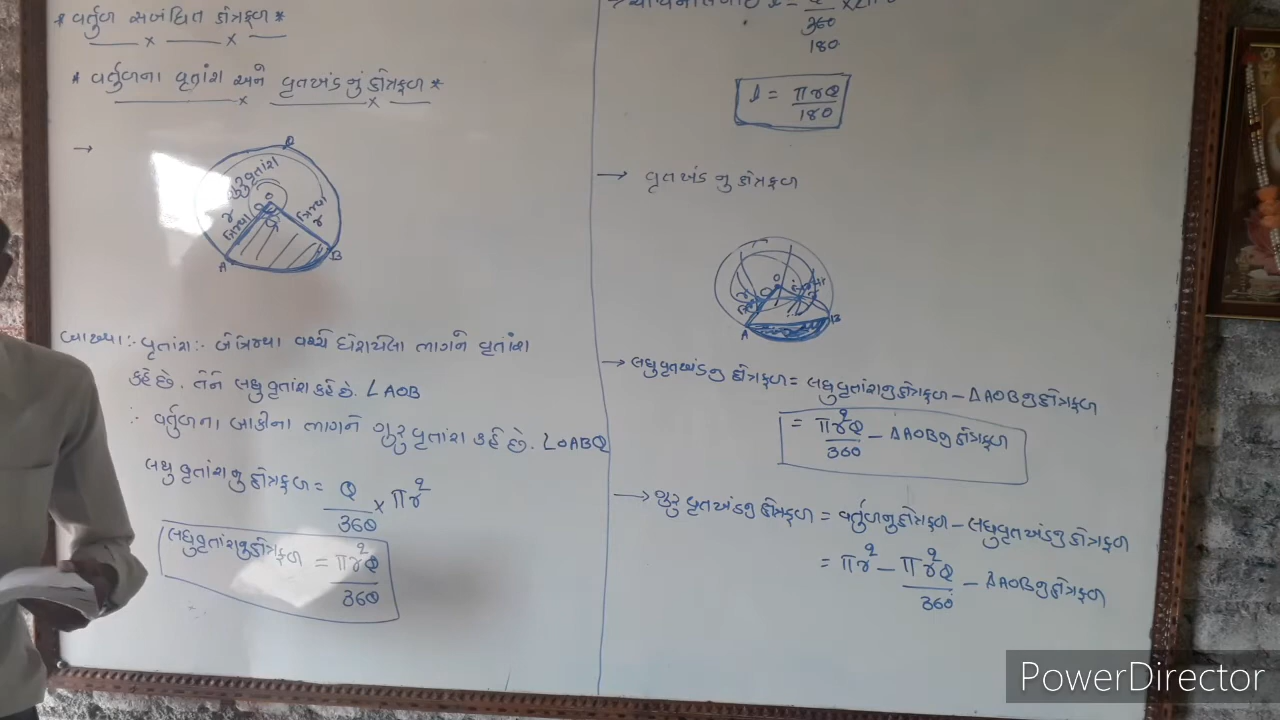 * વર્તુળ સંબંધિત ક્ષેત્રફળ *
* વર્તુળના વૃતાંશ અને વૃતખંડનું ક્ષેત્રફળ *
→
ગુરુવૃતાંશ
ત્રિજ્યા r
ત્રિજ્યા r
O
θ
A
B
વ્યાખ્યા :- વૃતાંશ :- બે ત્રિજ્યા વચ્ચે ઘેરાયેલા ભાગને વૃતાંશ
કહે છે. તેને લઘુવૃતાંશ કહે છે. ∠AOB
∴ વર્તુળના બાકીના ભાગને ગુરુવૃતાંશ કહે છે. ∠OABQ
લઘુવૃતાંશનુ ક્ષેત્રફળ = θ/360 × πr²
લઘુવૃતાંશનુક્ષેત્રફળ = πr²θ/360
360
180
l = πrθ/180
→ વૃતખંડનુ ક્ષેત્રફળ
O
A
B
→ લઘુવૃતખંડનુ ક્ષેત્રફળ = લઘુવૃતાંશનુક્ષેત્રફળ - ΔAOBનુક્ષેત્રફળ
= πr²θ/360 - ΔAOBનુક્ષેત્રફળ
→ ગુરુવૃતખંડનુ ક્ષેત્રફળ = વર્તુળનુક્ષેત્રફળ - લઘુવૃતખંડનુક્ષેત્રફળ
= πr² - πr²θ/360 - ΔAOBનુક્ષેત્રફળ
PowerDirector